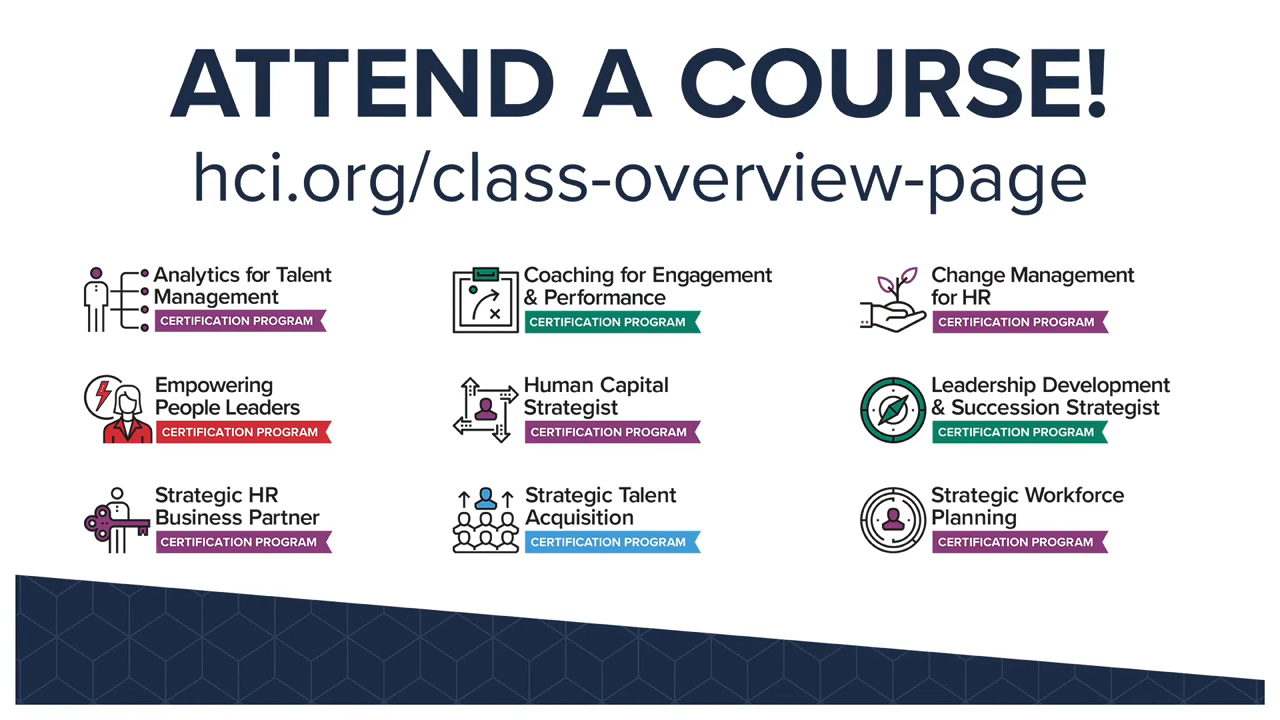 ATTEND A COURSE!
hci.org/class-overview-page
Analytics for Talent
Management
CERTIFICATION PROGRAM
Coaching for Engagement
& Performance
CERTIFICATION PROGRAM
Change Management
for HR
CERTIFICATION PROGRAM
Empowering
People Leaders
CERTIFICATION PROGRAM
Human Capital
Strategist
CERTIFICATION PROGRAM
Leadership Development
& Succession Strategist
CERTIFICATION PROGRAM
Strategic HR
Business Partner
CERTIFICATION PROGRAM
Strategic Talent
Acquisition
CERTIFICATION PROGRAM
Strategic Workforce
Planning
CERTIFICATION PROGRAM